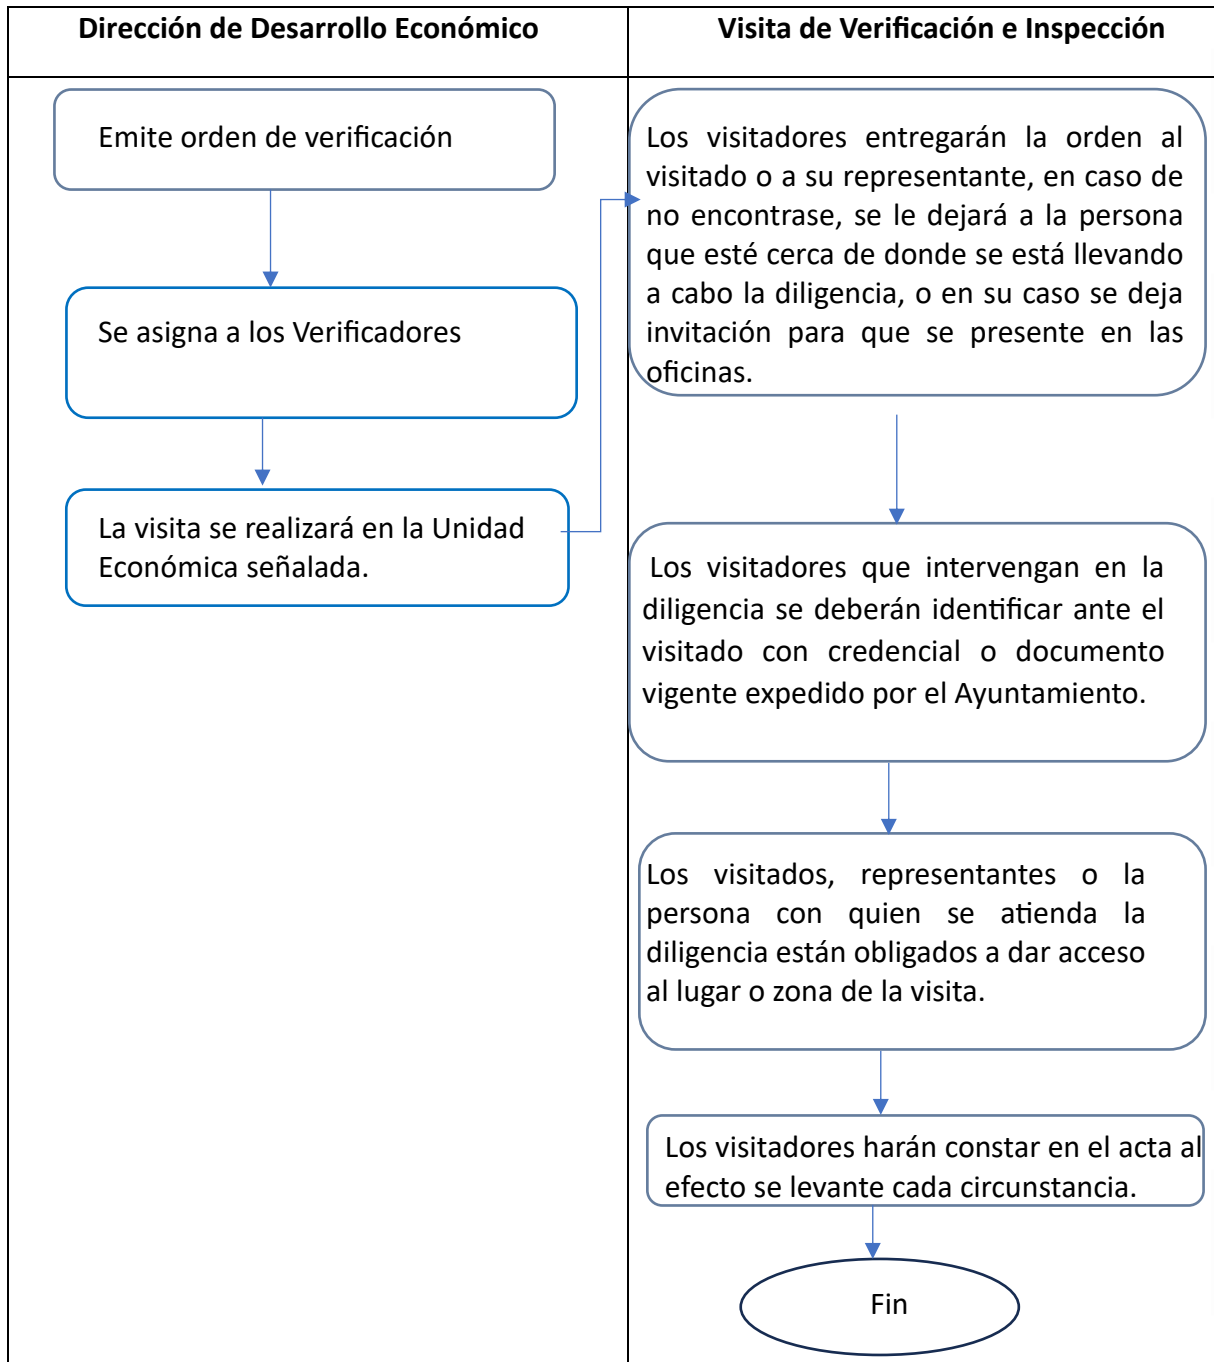 Dirección de Desarrollo Económico
Visita de Verificación e Inspección
Emite orden de verificación
Se asigna a los Verificadores
La visita se realizará en la Unidad
Económica señalada.
Los visitadores entregarán la orden al
visitado o a su representante, en caso de
no encontrase, se le dejará a la persona
que esté cerca de donde se está llevando
a cabo la diligencia, o en su caso se deja
invitación para que se presente en las
oficinas.
Los visitadores que intervengan en la
diligencia se deberán identificar ante el
visitado con credencial o documento
vigente expedido por el Ayuntamiento.
Los visitados, representantes o la
persona con quien se atienda la
diligencia están obligados a dar acceso
al lugar o zona de la visita.
Los visitadores harán constar en el acta al
efecto se levante cada circunstancia.
Fin